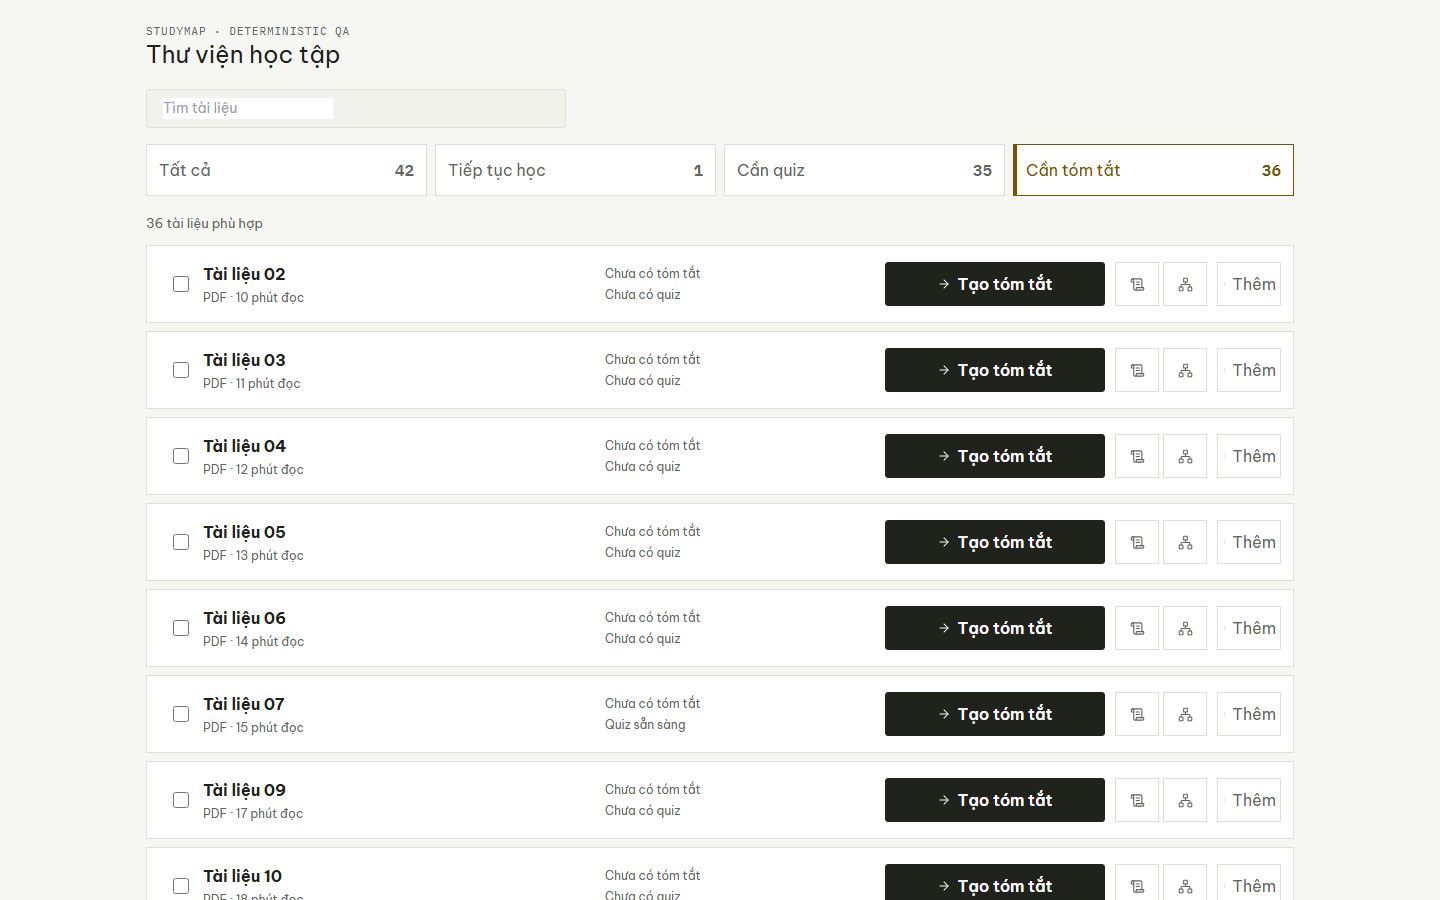 STUDYMAP · DETERMINISTIC QA
Thư viện học tập
Tìm tài liệu
Tất cả 42
Tiếp tục học 1
Cần quiz 35
Cần tóm tắt 36
36 tài liệu phù hợp
Tài liệu 02
PDF · 10 phút đọc
Chưa có tóm tắt
Chưa có quiz
→ Tạo tóm tắt
Thêm
Tài liệu 03
PDF · 11 phút đọc
Chưa có tóm tắt
Chưa có quiz
→ Tạo tóm tắt
Thêm
Tài liệu 04
PDF · 12 phút đọc
Chưa có tóm tắt
Chưa có quiz
→ Tạo tóm tắt
Thêm
Tài liệu 05
PDF · 13 phút đọc
Chưa có tóm tắt
Chưa có quiz
→ Tạo tóm tắt
Thêm
Tài liệu 06
PDF · 14 phút đọc
Chưa có tóm tắt
Chưa có quiz
→ Tạo tóm tắt
Thêm
Tài liệu 07
PDF · 15 phút đọc
Chưa có tóm tắt
Quiz sẵn sàng
→ Tạo tóm tắt
Thêm
Tài liệu 09
PDF · 17 phút đọc
Chưa có tóm tắt
Chưa có quiz
→ Tạo tóm tắt
Thêm
Tài liệu 10
PDF · 18 phút đọc
Chưa có tóm tắt
Chưa có quiz
→ Tạo tóm tắt
Thêm